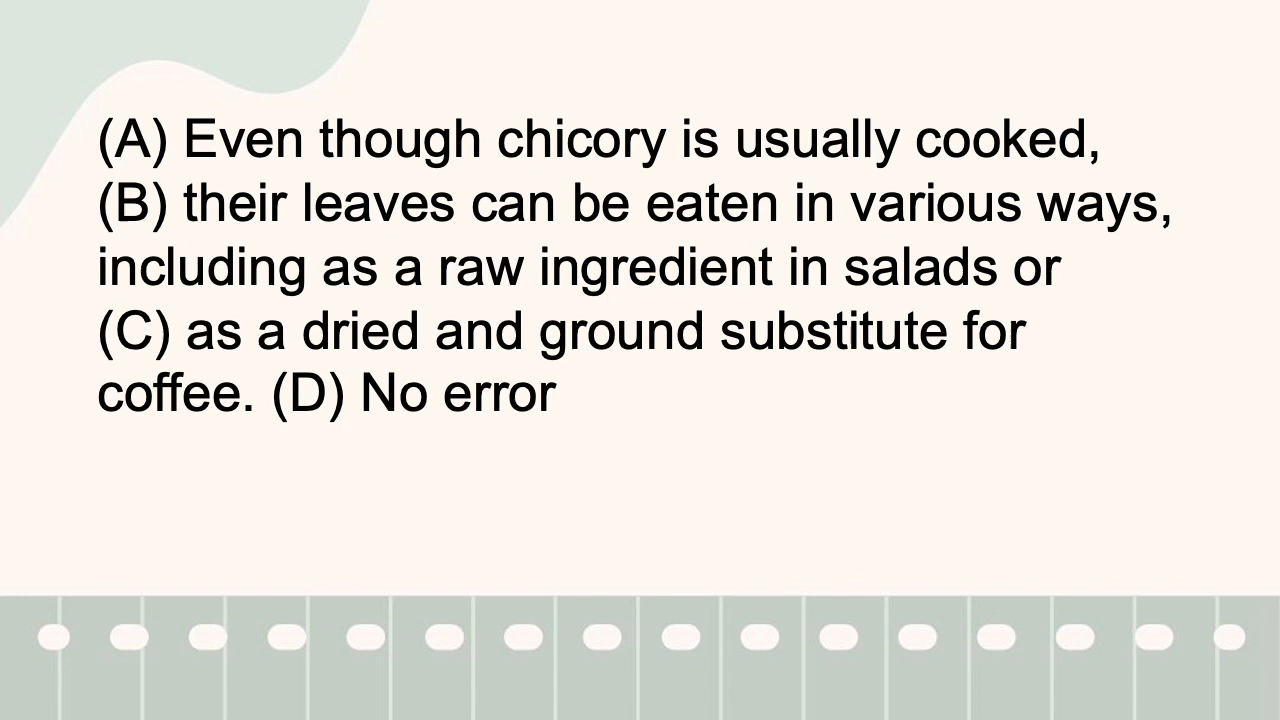 (A) Even though chicory is usually cooked,
(B) their leaves can be eaten in various ways,
including as a raw ingredient in salads or
(C) as a dried and ground substitute for
coffee. (D) No error